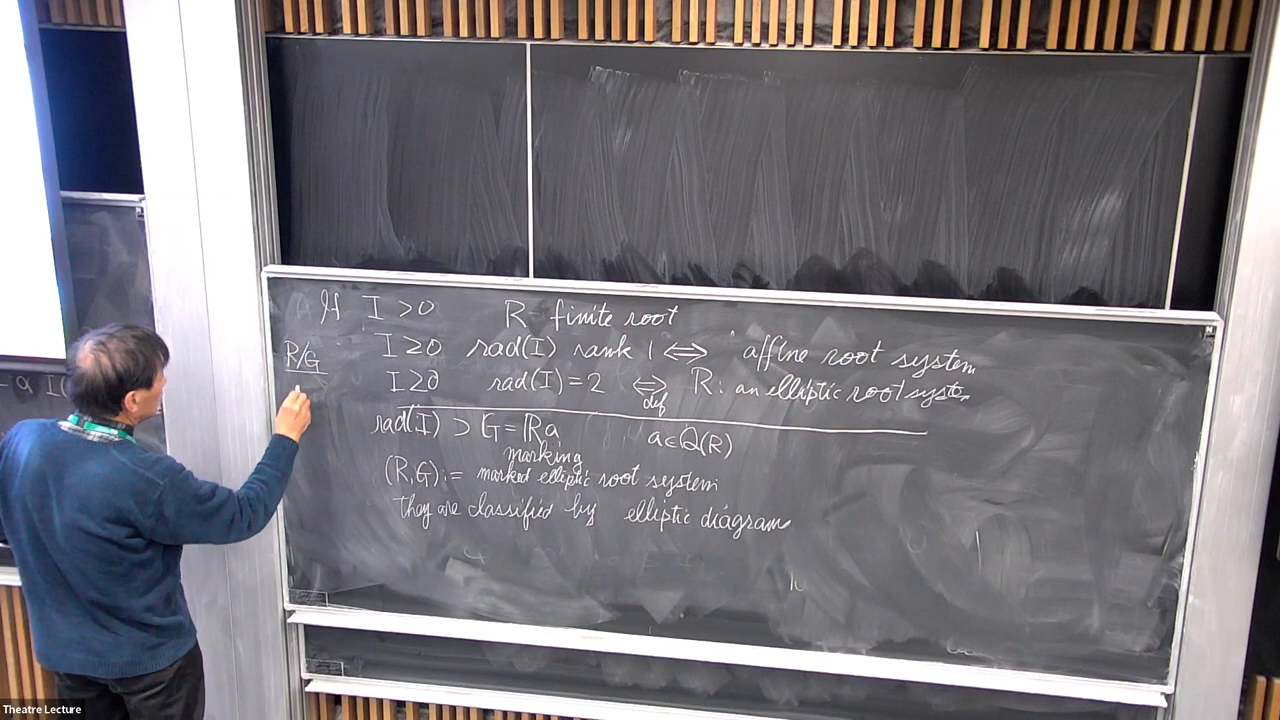 If I > 0 R finite root
I ≥ 0 rad(I) rank 1 ⟺ affine root system
R/G
I ≥ 0 rad(I) = 2 ⟺ def R : an elliptic root system
rad(I) ⊃ G = ℝa a ∈ Q(R)
marking
(R,G) := marked elliptic root system
they are classified by elliptic diagram
Theatre Lecture